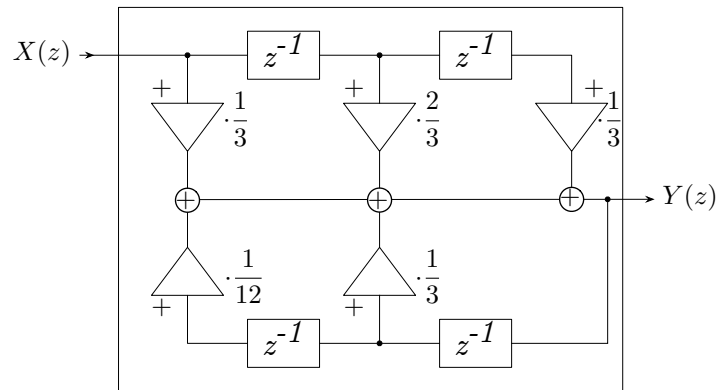 X(z) z⁻¹ z⁻¹
+ + +
·1/3 ·2/3 ·1/3
+ + + Y(z)
·1/12 ·1/3
+ +
z⁻¹ z⁻¹